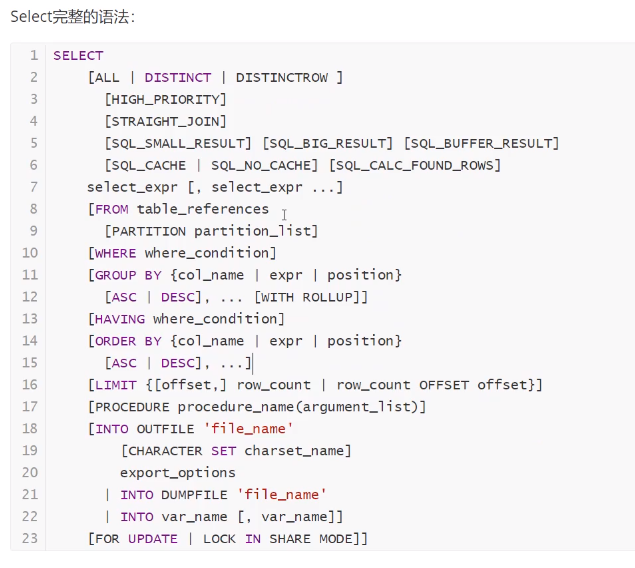 Select完整的语法：
1 SELECT
2     [ALL | DISTINCT | DISTINCTROW ]
3       [HIGH_PRIORITY]
4       [STRAIGHT_JOIN]
5       [SQL_SMALL_RESULT] [SQL_BIG_RESULT] [SQL_BUFFER_RESULT]
6       [SQL_CACHE | SQL_NO_CACHE] [SQL_CALC_FOUND_ROWS]
7     select_expr [, select_expr ...]
8     [FROM table_references
9       [PARTITION partition_list]
10     [WHERE where_condition]
11     [GROUP BY {col_name | expr | position}
12       [ASC | DESC], ... [WITH ROLLUP]]
13     [HAVING where_condition]
14     [ORDER BY {col_name | expr | position}
15       [ASC | DESC], ...]
16     [LIMIT {[offset,] row_count | row_count OFFSET offset}]
17     [PROCEDURE procedure_name(argument_list)]
18     [INTO OUTFILE 'file_name'
19         [CHARACTER SET charset_name]
20         export_options
21       | INTO DUMPFILE 'file_name'
22       | INTO var_name [, var_name]]
23     [FOR UPDATE | LOCK IN SHARE MODE]]